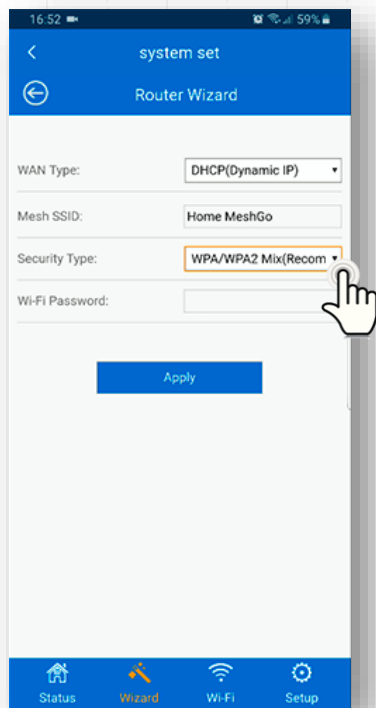 16:52 59%
system set
Router Wizard
WAN Type: DHCP(Dynamic IP)
Mesh SSID: Home MeshGo
Security Type: WPA/WPA2 Mix(Recom
Wi-Fi Password:
Apply
Status Wizard Wi-Fi Setup